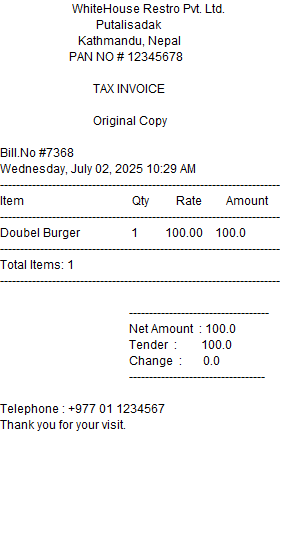 WhiteHouse Restro Pvt. Ltd.
Putalisadak
Kathmandu, Nepal
PAN NO # 12345678
TAX INVOICE
Original Copy
Bill.No #7368
Wednesday, July 02, 2025 10:29 AM
Item Qty Rate Amount
Doubel Burger 1 100.00 100.0
Total Items: 1
Net Amount : 100.0
Tender : 100.0
Change : 0.0
Telephone : +977 01 1234567
Thank you for your visit.